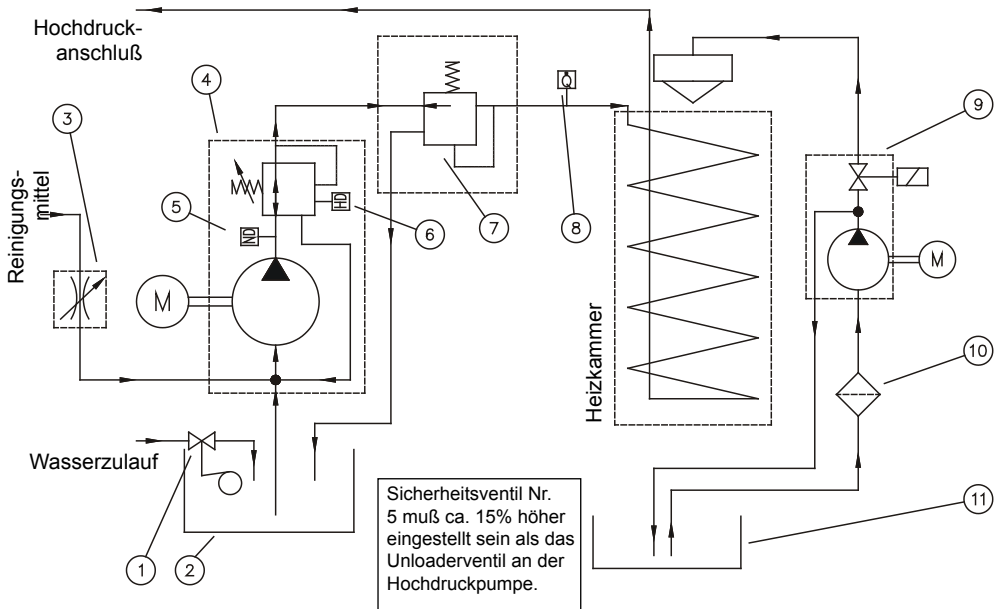 Hochdruck-
anschluß
4
9
3
Reinigungs-
mittel
5
HD
6
7
Q
8
ND
M
M
Heizkammer
10
Wasserzulauf
1
2
Sicherheitsventil Nr.
5 muß ca. 15% höher
eingestellt sein als das
Unloaderventil an der
Hochdruckpumpe.
11